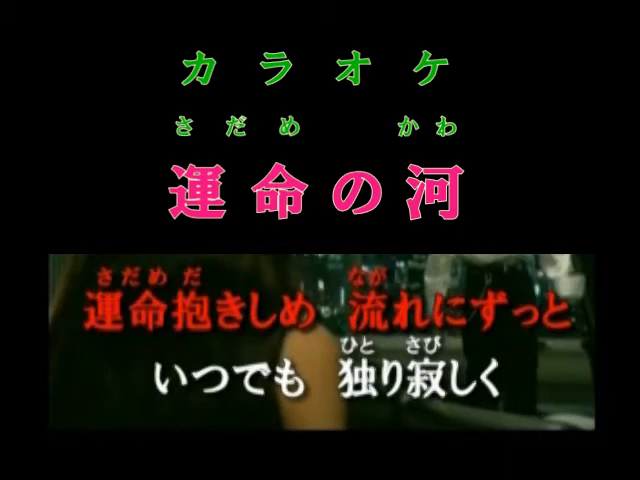 カラオケ
さだめ かわ
運命の河
さだめ だ なが
運命抱きしめ 流れにずっと
ひと さび
いつでも 独り寂しく